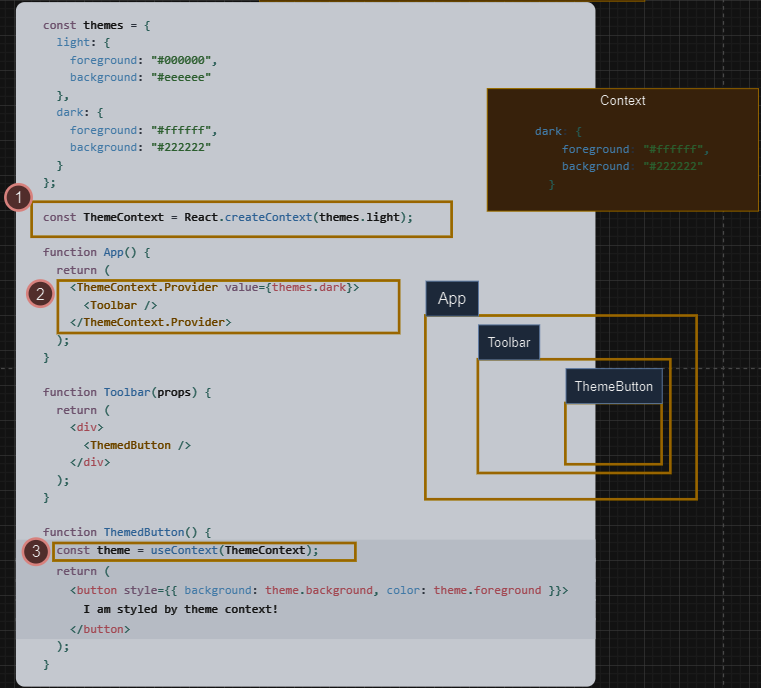 const themes = {
light: {
foreground: "#000000",
background: "#eeeeee"
},
dark: {
foreground: "#ffffff",
background: "#222222"
}
};
1
const ThemeContext = React.createContext(themes.light);
function App() {
return (
2
<ThemeContext.Provider value={themes.dark}>
<Toolbar />
</ThemeContext.Provider>
);
}
function Toolbar(props) {
return (
<div>
<ThemedButton />
</div>
);
}
function ThemedButton() {
3
const theme = useContext(ThemeContext);
return (
<button style={{ background: theme.background, color: theme.foreground }}>
I am styled by theme context!
</button>
);
}
Context
dark: {
foreground: "#ffffff",
background: "#222222"
}
App
Toolbar
ThemeButton